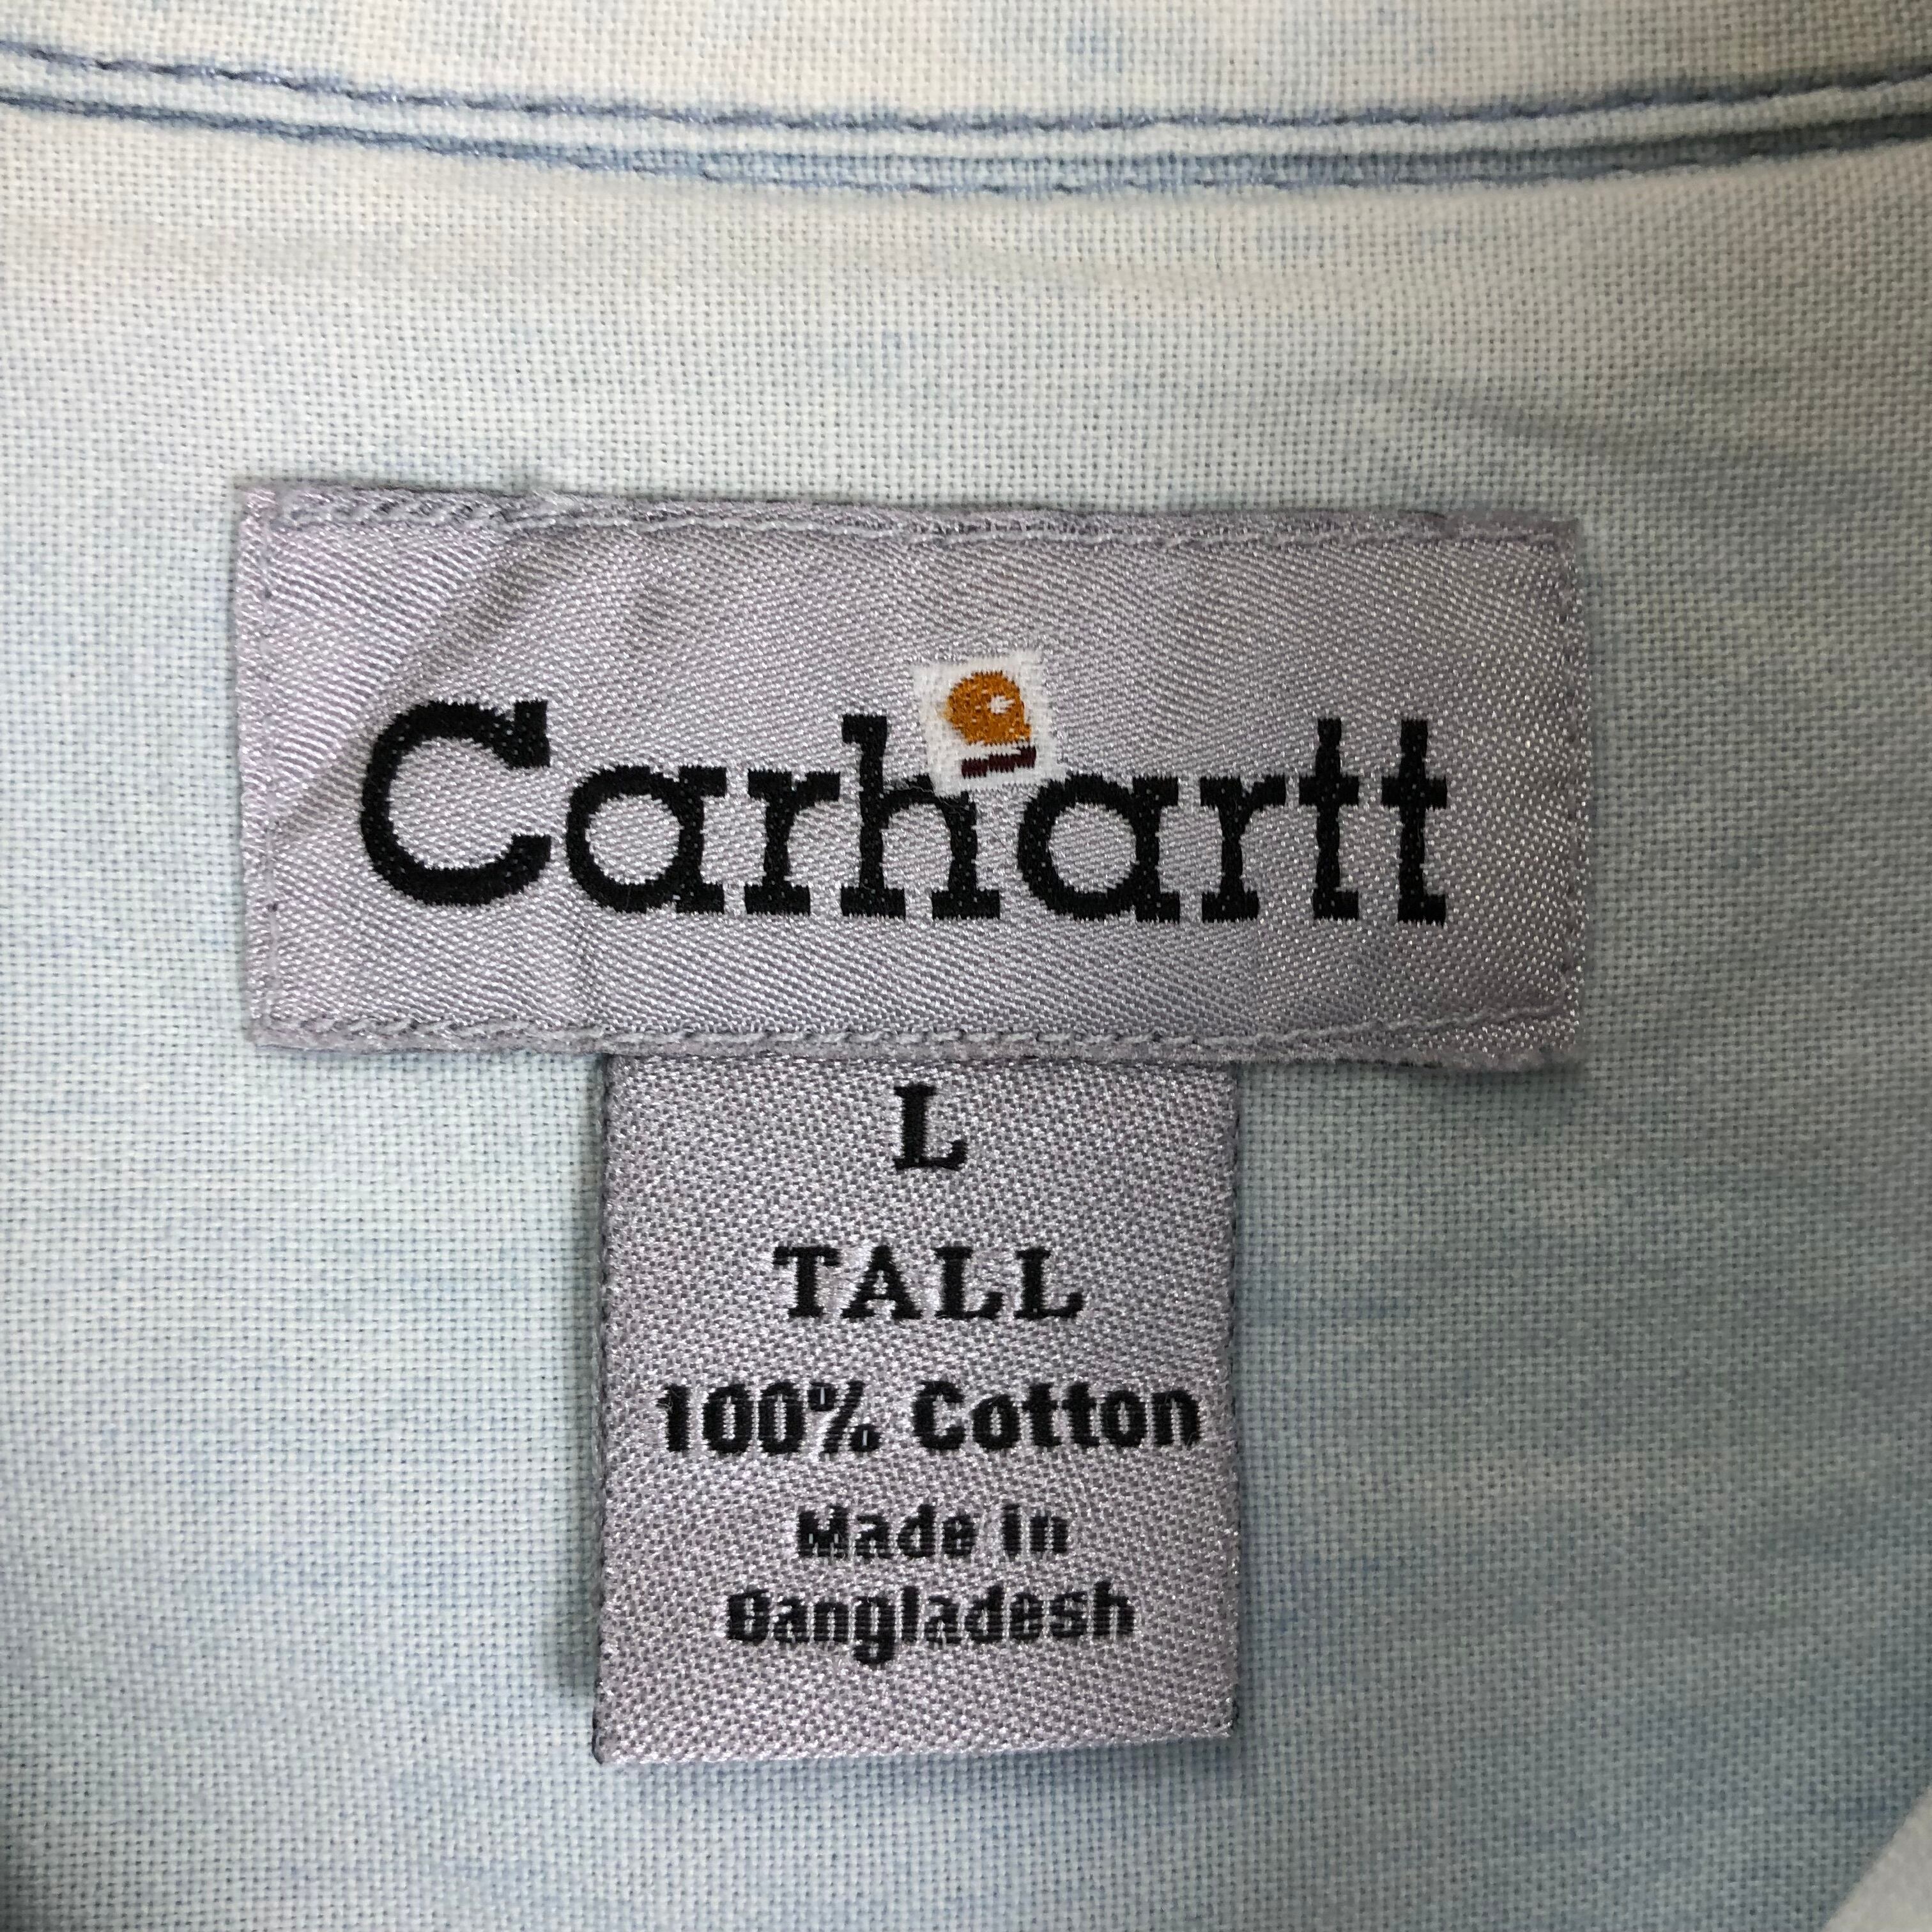 Carhartt
L
TALL
100% Cotton
Made in
Bangladesh